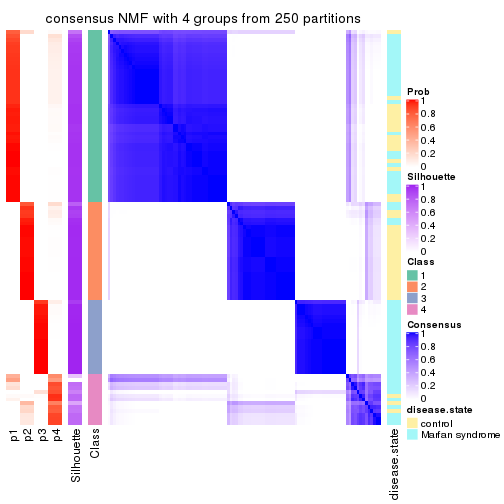 consensus NMF with 4 groups from 250 partitions
Prob
1
0.8
0.6
0.4
0.2
0
Silhouette
1
0.8
0.6
0.4
0.2
0
Class
1
2
3
4
Consensus
1
0.8
0.6
0.4
0.2
0
disease.state
control
Marfan syndrome
p1
p2
p3
p4
Silhouette
Class
disease.state